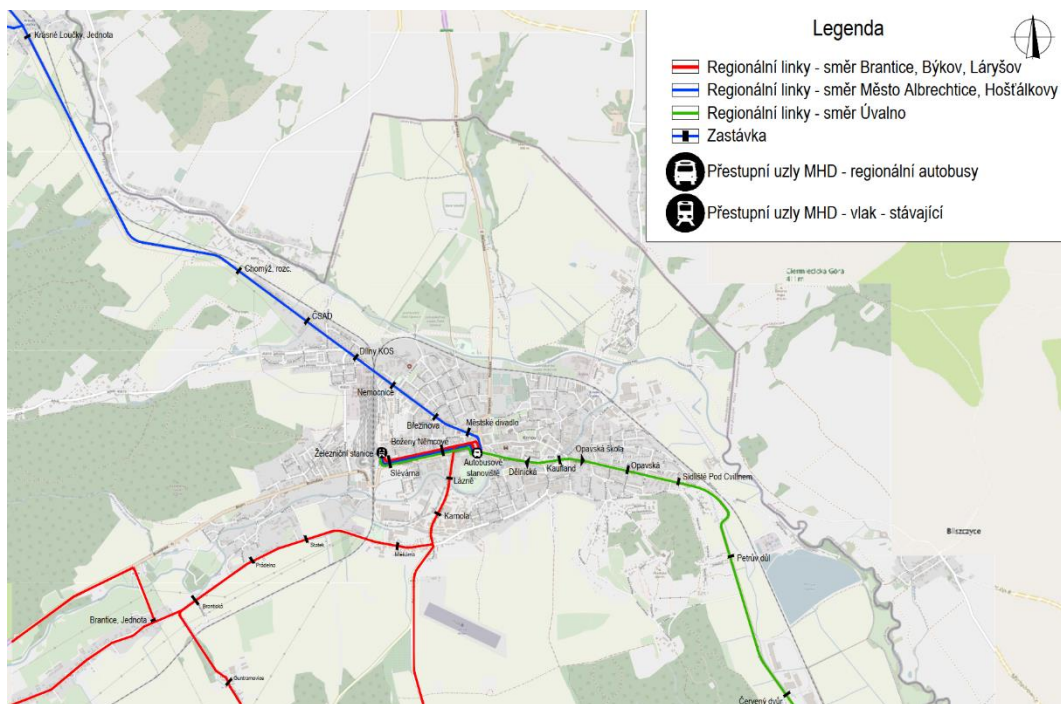 Legenda
Regionální linky - směr Brantice, Býkov, Láryšov
Regionální linky - směr Město Albrechtice, Hošťálkovy
Regionální linky - směr Úvalno
Zastávka
Přestupní uzly MHD - regionální autobusy
Přestupní uzly MHD - vlak - stávající
Krásné Loučky, Jednota
Chomýž, rozc.
ČSAD
Dílny KOS
Nemocnice
Březinova
Městské divadlo
Boženy Němcové
Železniční stanice
Slévárna
Autobusové
stanoviště
Dělnická
Kaufland
Opavská škola
Opavská
Sídliště Pod Cvilínem
Lázně
Karnola
Petrův důl
Bliszczyce
Brantice, Jednota
Červený dvůr